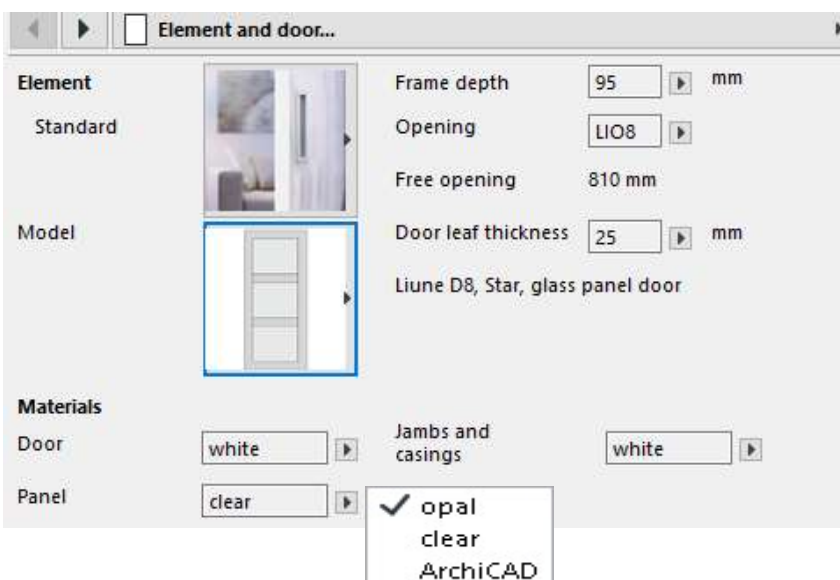 Element and door...
Element
Standard
Frame depth 95 mm
Opening LIO8
Free opening 810 mm
Model
Door leaf thickness 25 mm
Liune D8, Star, glass panel door
Materials
Door white
Jambs and
casings white
Panel clear
opal
clear
ArchiCAD